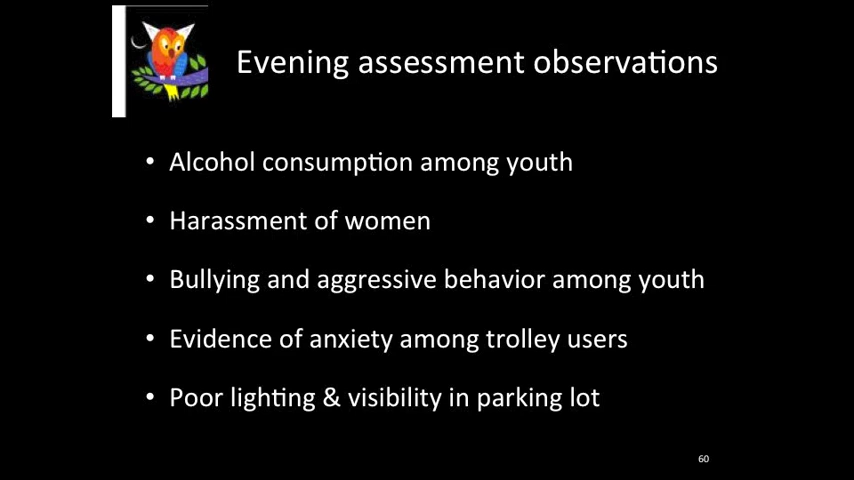 Evening assessment observations
• Alcohol consumption among youth
• Harassment of women
• Bullying and aggressive behavior among youth
• Evidence of anxiety among trolley users
• Poor lighting & visibility in parking lot
60